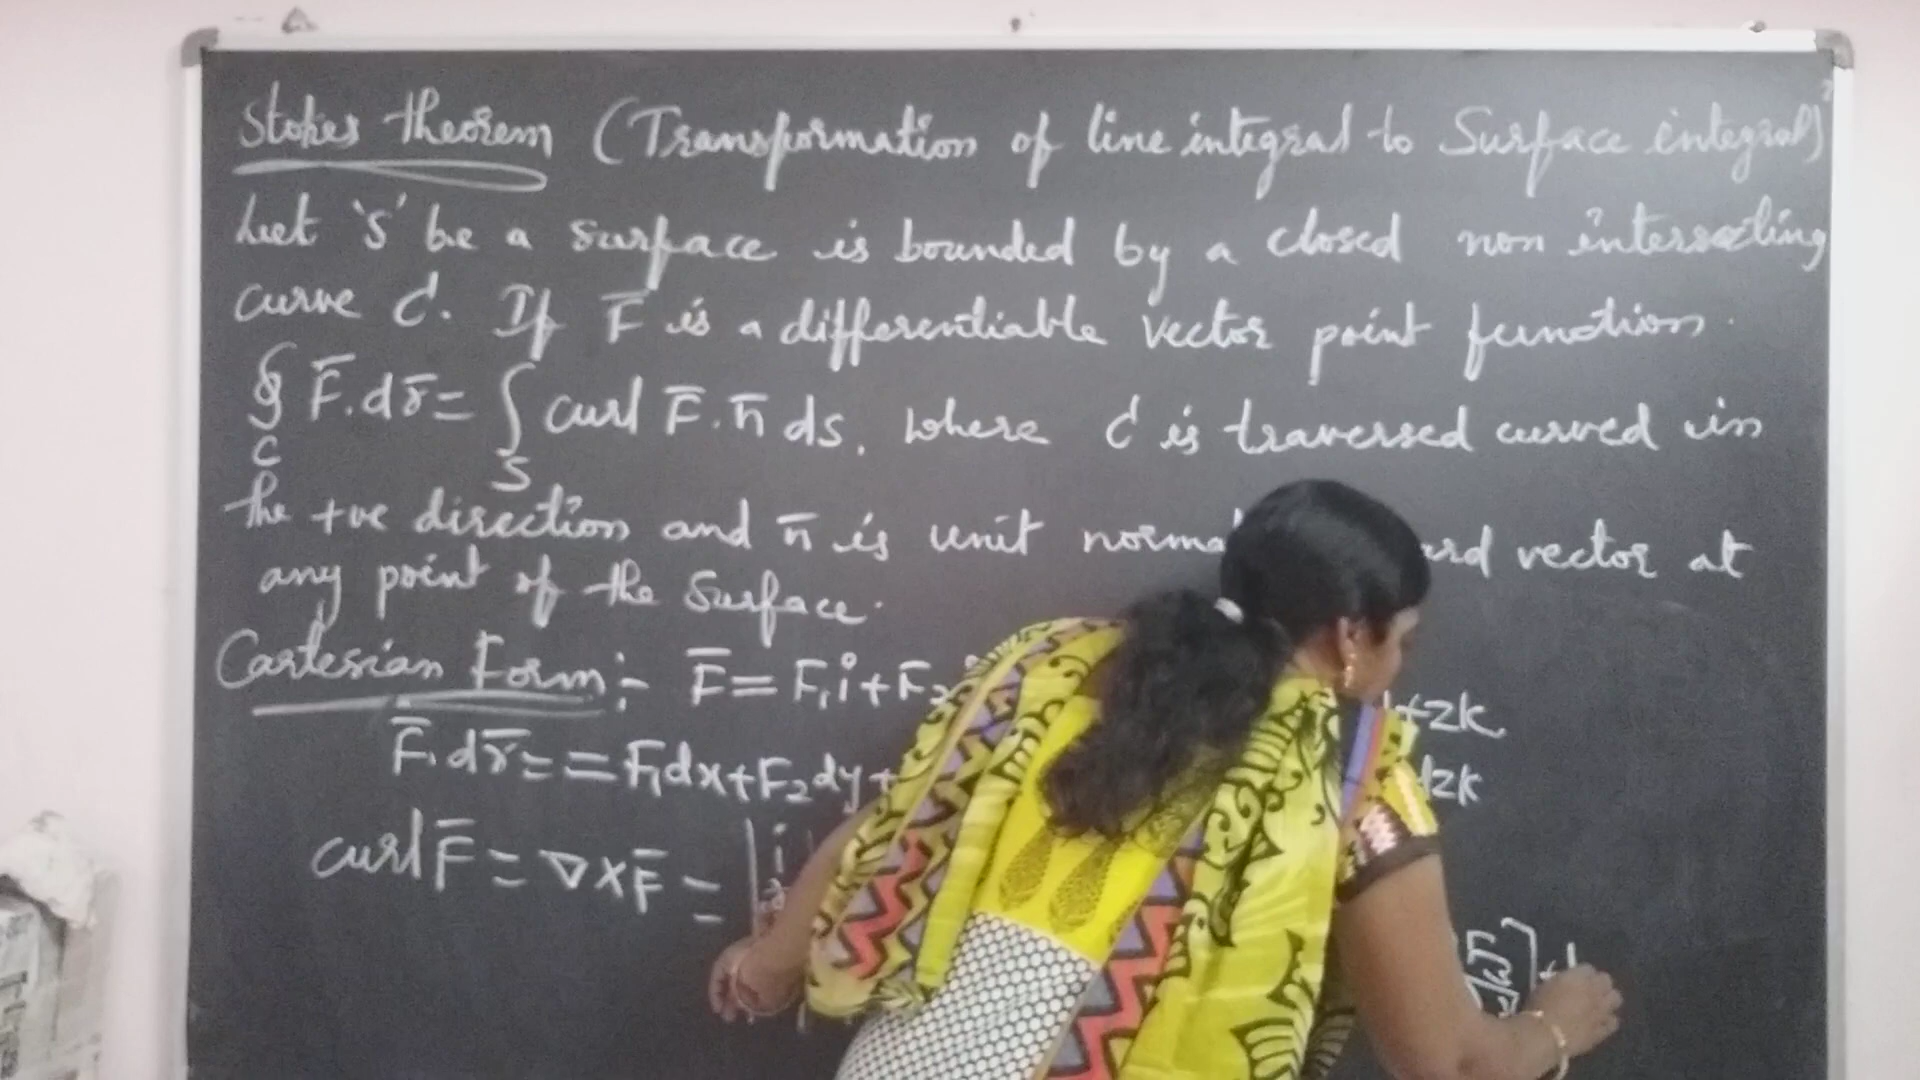 Stokes theorem (Transformation of line integral to Surface integral)
Let 'S' be a surface is bounded by a closed non intersecting
curve C. If F̅ is a differentiable vector point function.
∮C F̅.dr̅ = ∫S curl F̅.n̅ ds, where C is traversed curved in
the +ve direction and n̅ is unit vector at
any point of the Surface.
Cartesian Form:- F̅ = F₁i + F₂ +zk
F̅.dr̅ = = F₁dx + F₂dy + dzk
curl F̅ = ∇ × F̅ = | i